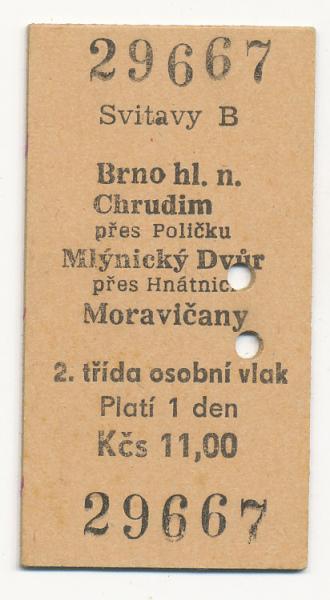 29667
Svitavy B
Brno hl. n.
Chrudim
přes Poličku
Mlýnický Dvůr
přes Hnátnici
Moravičany
2. třída osobní vlak
Platí 1 den
Kčs 11,00
29667